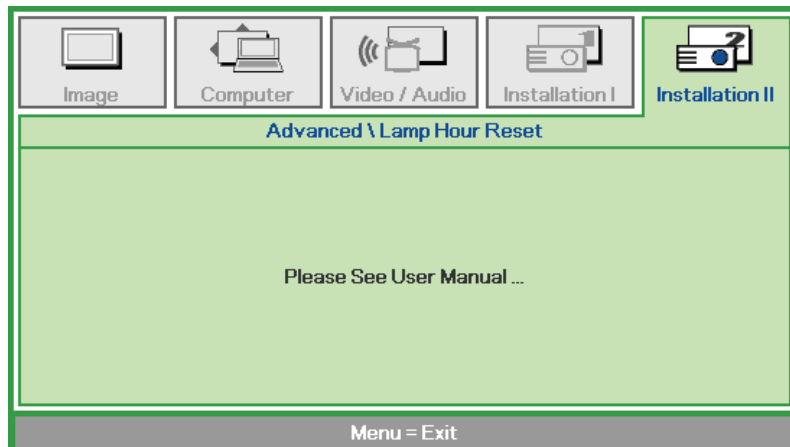 Image
Computer
Video / Audio
Installation I
Installation II
Advanced \ Lamp Hour Reset
Please See User Manual ...
Menu = Exit